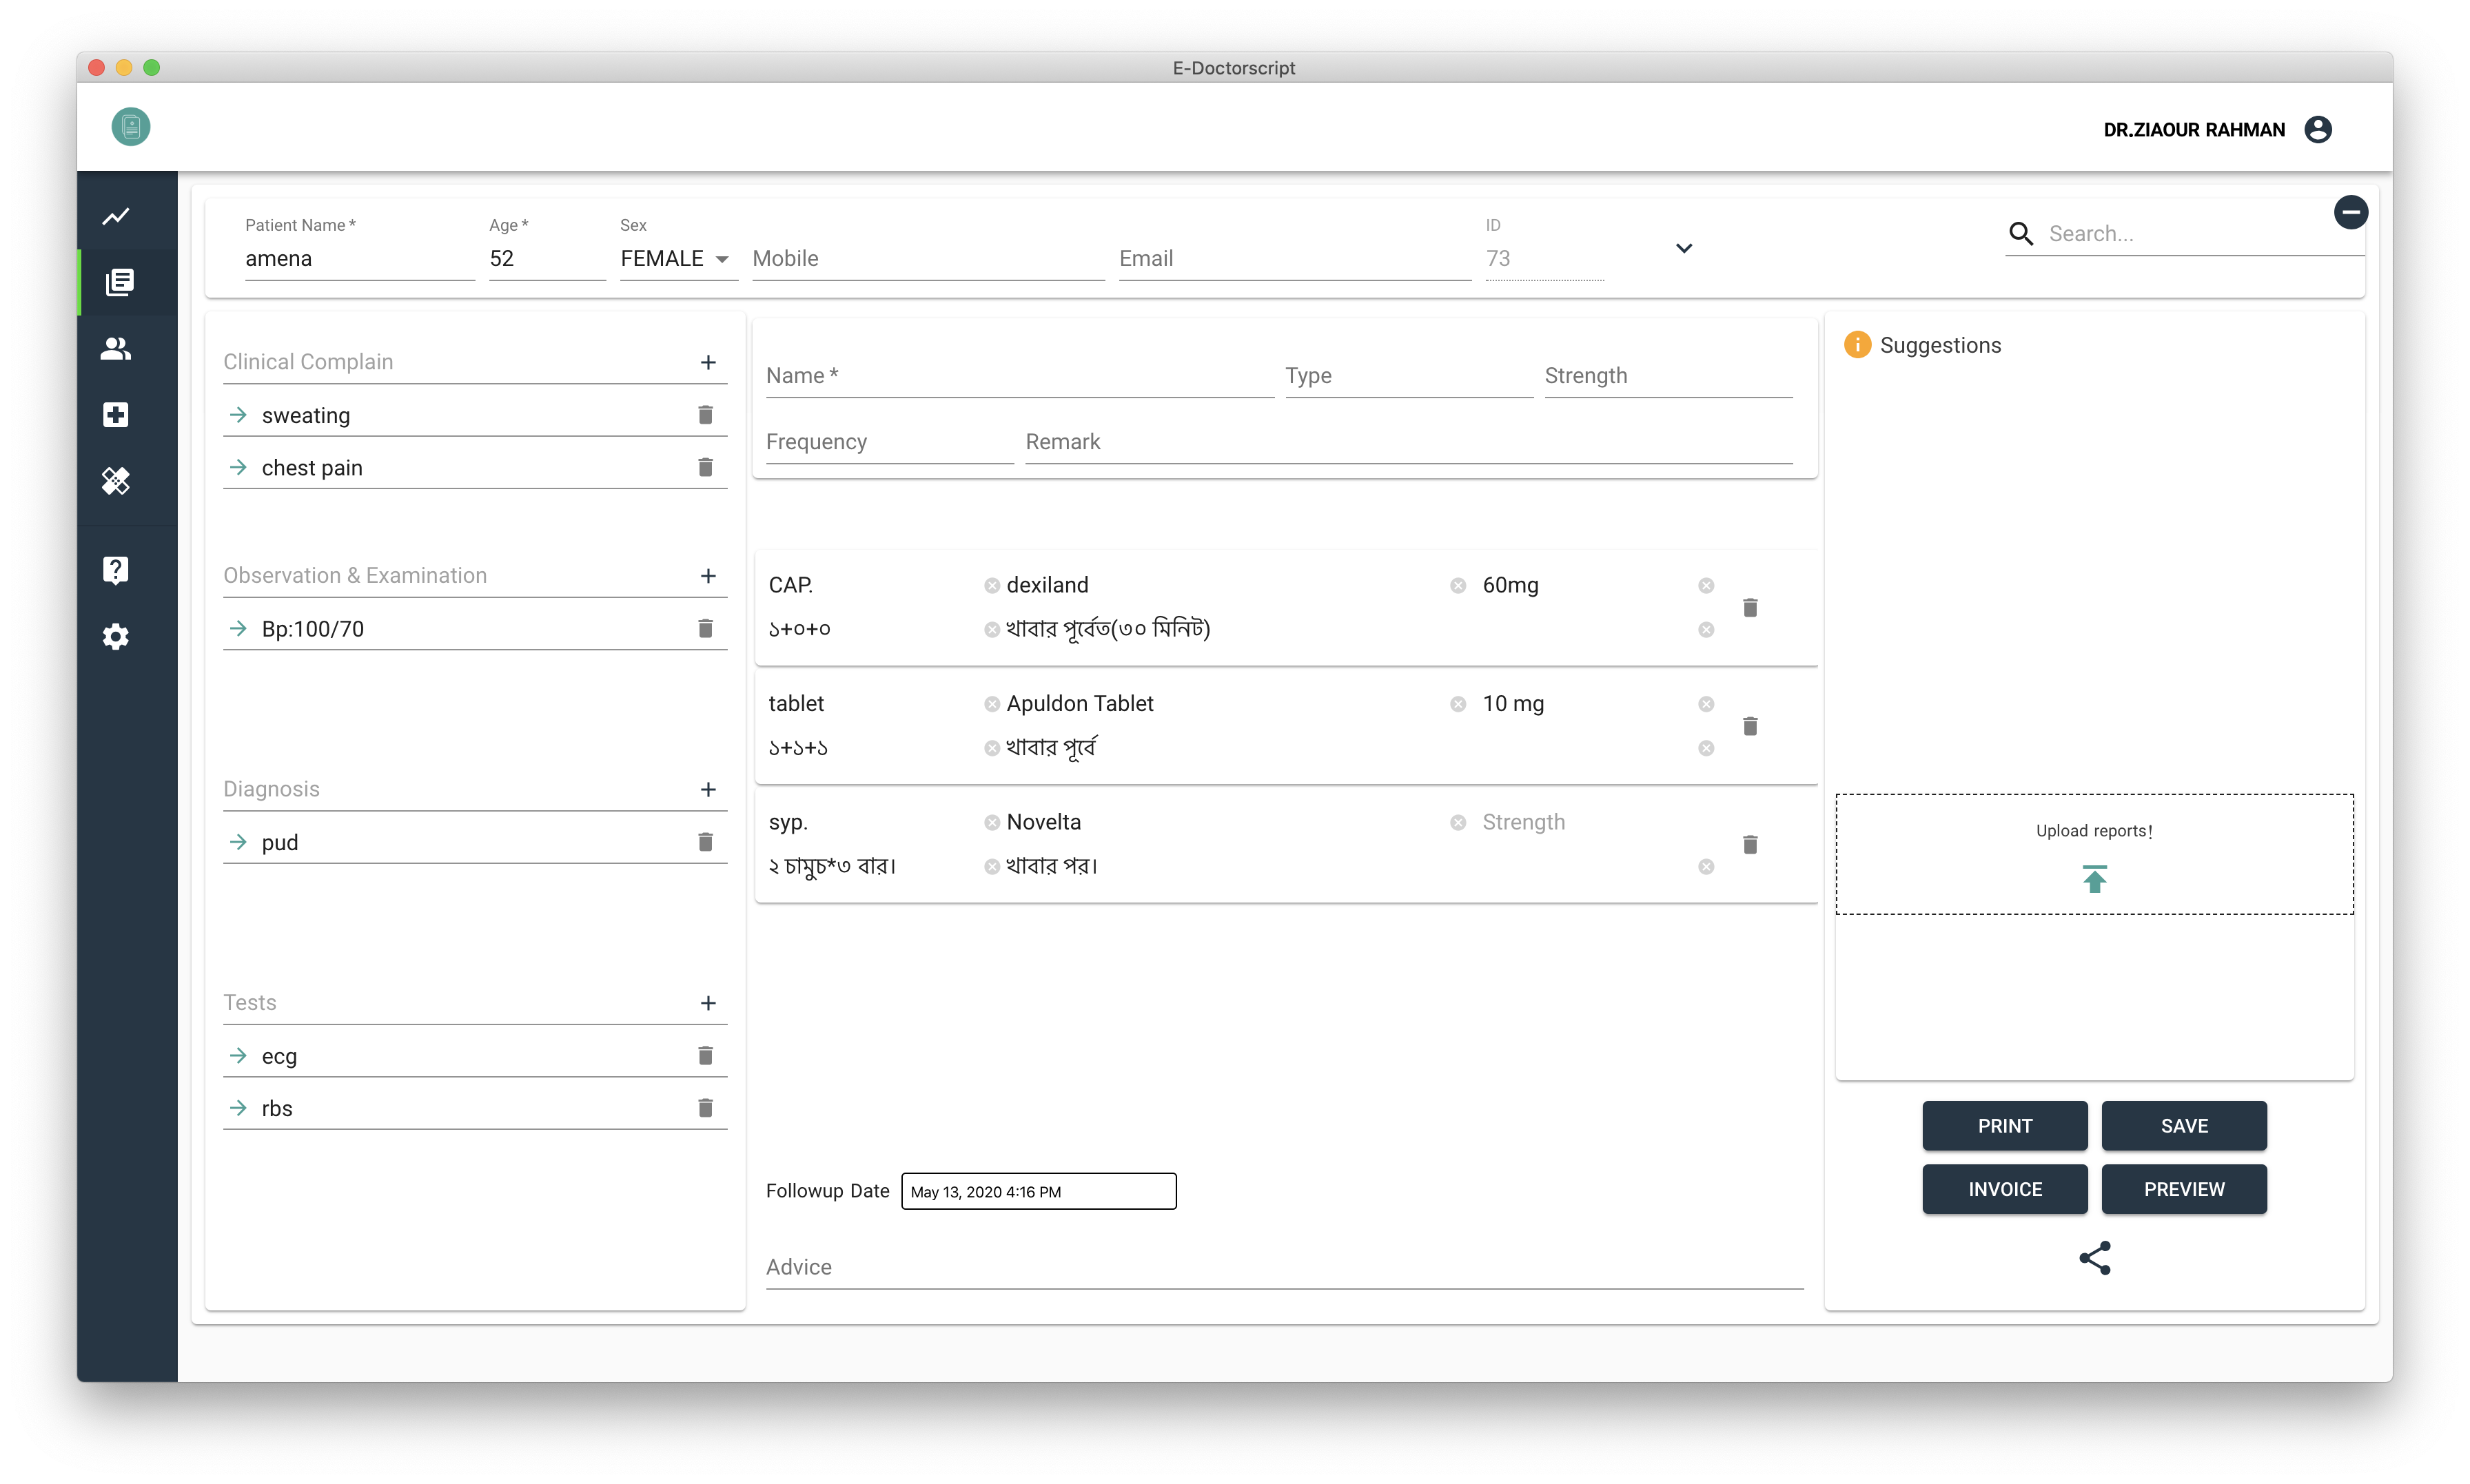 E-Doctorscript
DR.ZIAOUR RAHMAN
Patient Name *
Age *
Sex
ID
amena
52
FEMALE
Mobile
Email
73
Search...
Clinical Complain
sweating
chest pain
Observation & Examination
Bp:100/70
Diagnosis
pud
Tests
ecg
rbs
Name *
Type
Strength
Frequency
Remark
CAP.
dexiland
60mg
১+০+০
খাবার পূর্বেত(৩০ মিনিট)
tablet
Apuldon Tablet
10 mg
১+১+১
খাবার পূর্বে
syp.
Novelta
Strength
২ চামুচ*৩ বার।
খাবার পর।
Followup Date
May 13, 2020 4:16 PM
Advice
Suggestions
Upload reports!
PRINT
SAVE
INVOICE
PREVIEW